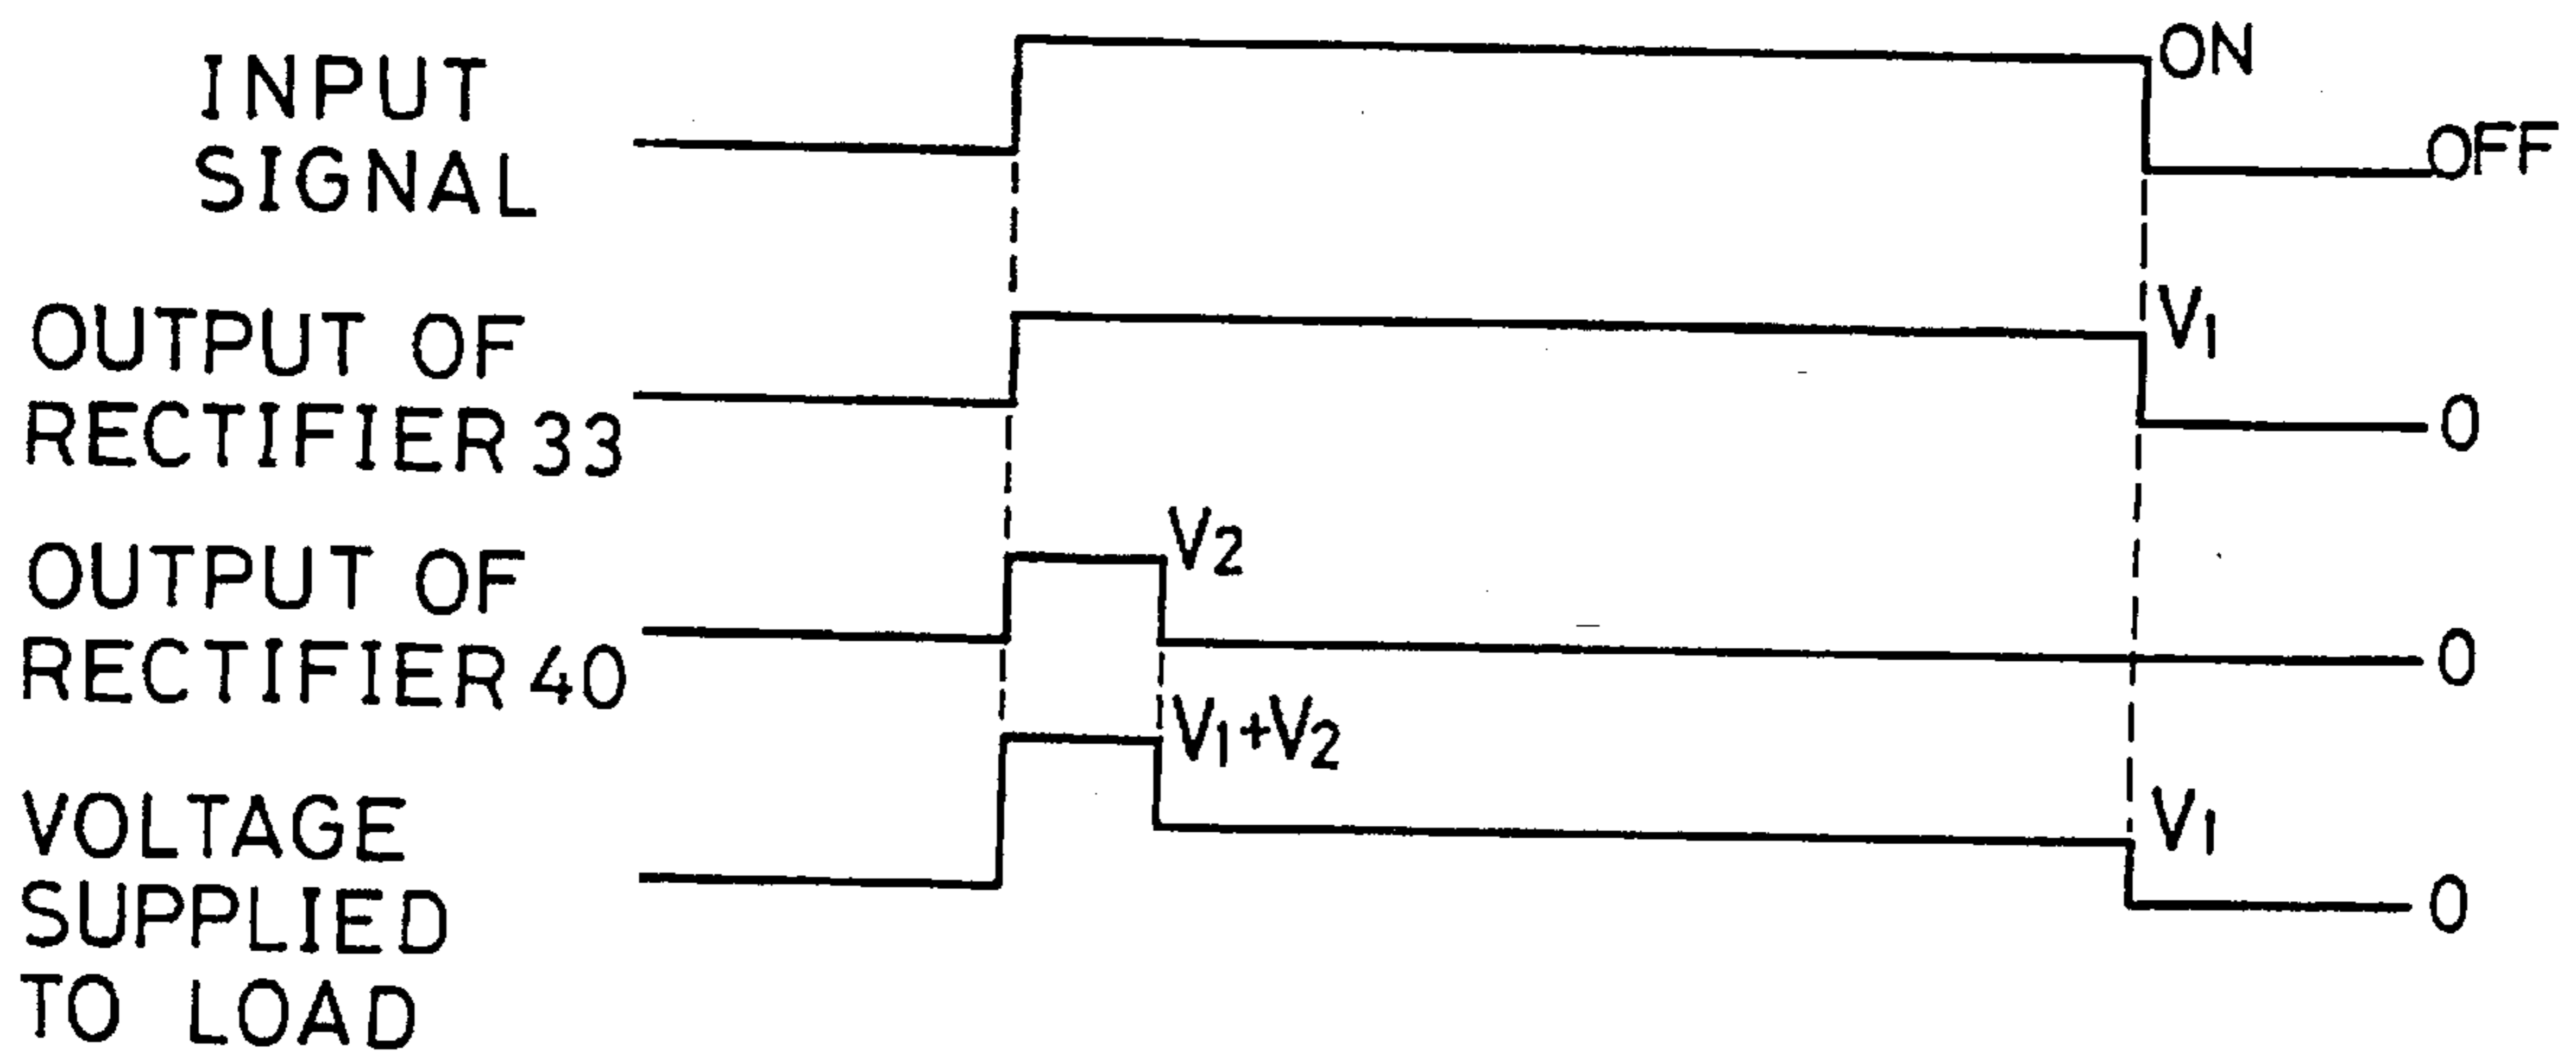 INPUT
SIGNAL
ON
OFF
OUTPUT OF
RECTIFIER 33
V1
0
OUTPUT OF
RECTIFIER 40
V2
0
VOLTAGE
SUPPLIED
TO LOAD
V1+V2
V1
0